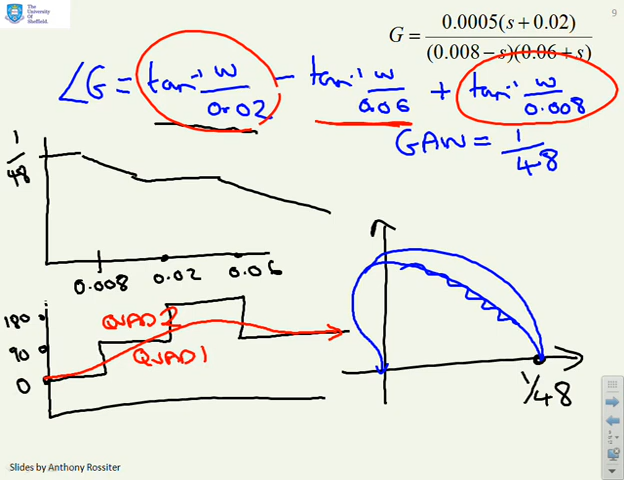 The
University
Of
Sheffield.
9
G = 0.0005(s + 0.02) / (0.008 − s)(0.06 + s)
∠G = tan⁻¹ w/0.02 − tan⁻¹ w/0.06 + tan⁻¹ w/0.008
GAIN = 1/48
1/48
0.008 0.02 0.06
180
90
0
QUAD 2
QUAD 1
1/48
Slides by Anthony Rossiter